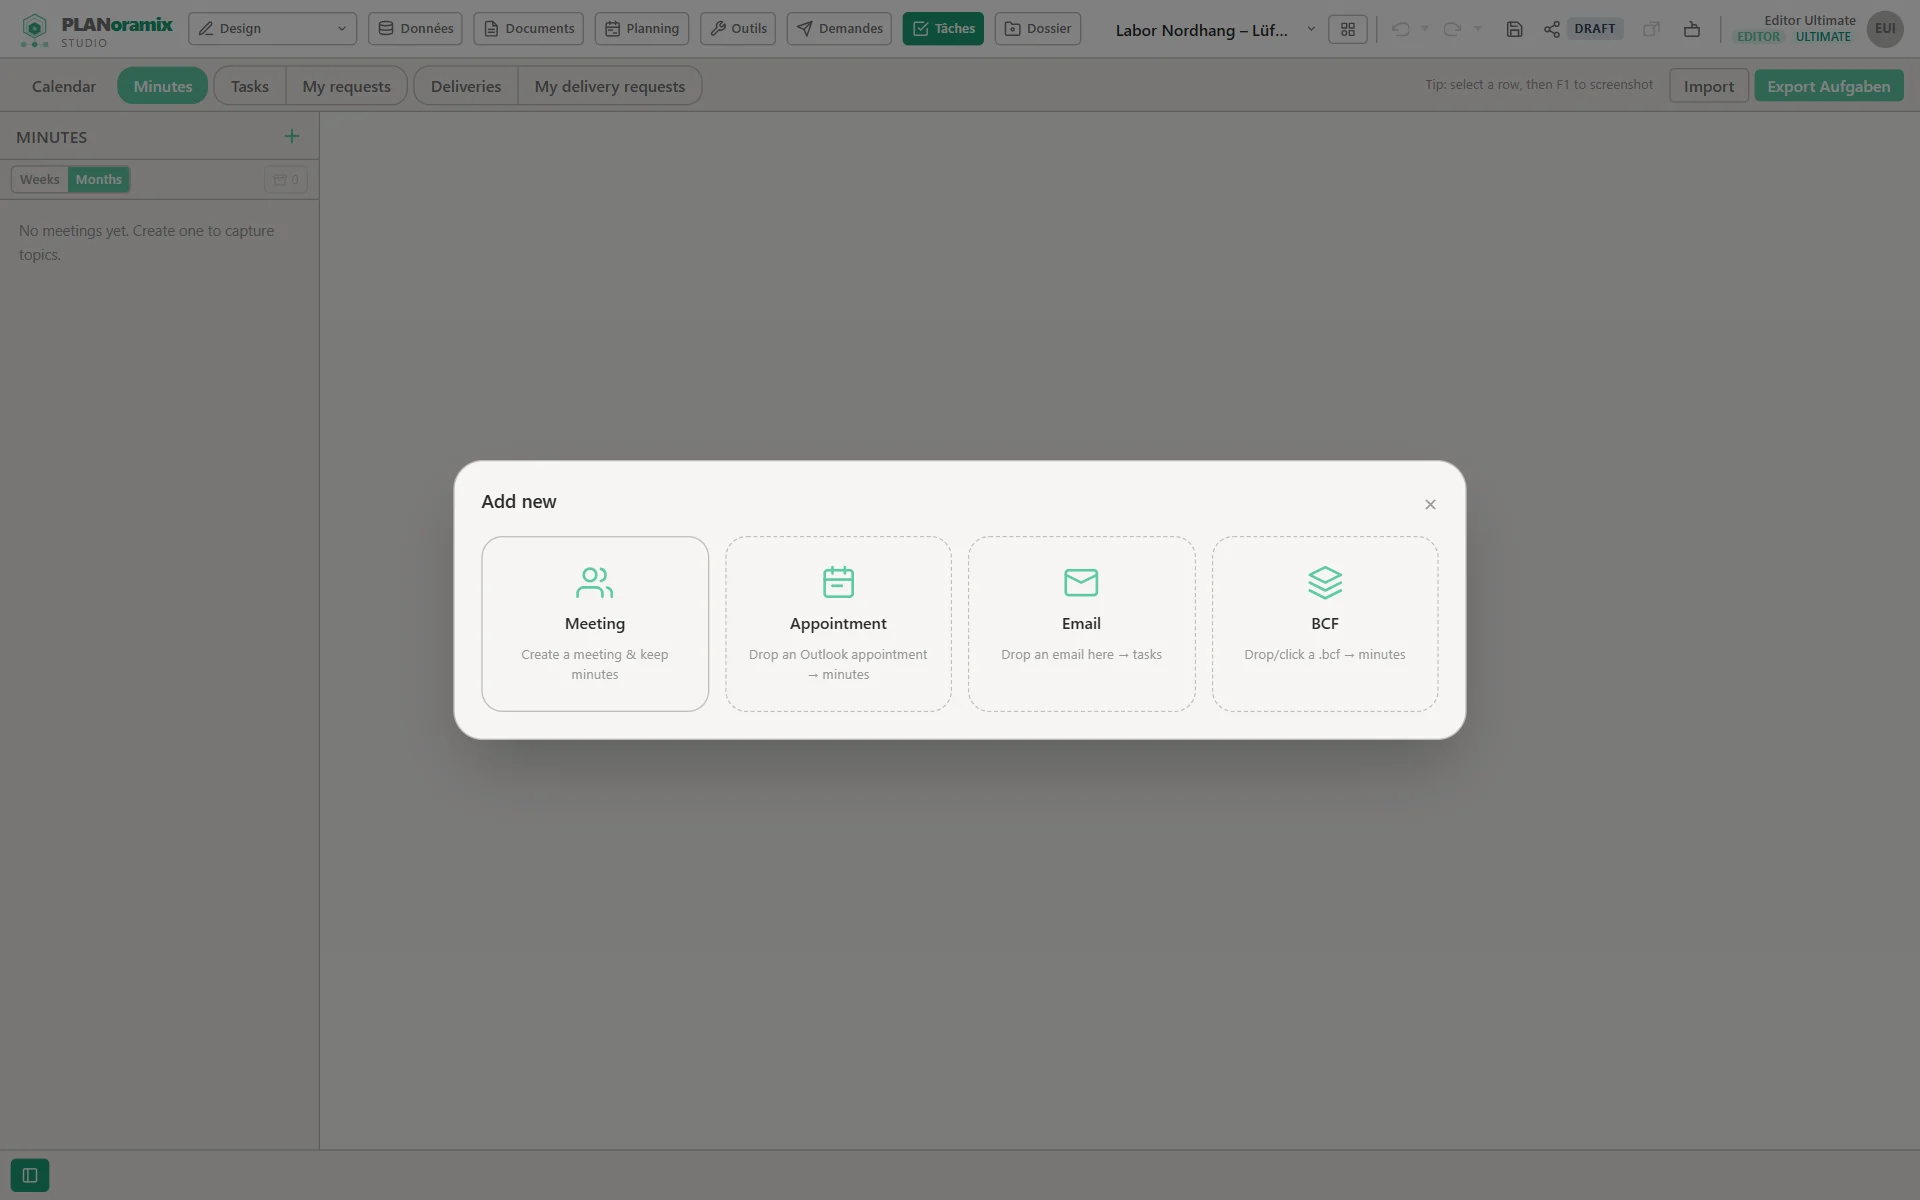 PLANoramix
STUDIO
Design
Données
Documents
Planning
Outils
Demandes
Tâches
Dossier
Labor Nordhang – Lüf...
DRAFT
Editor Ultimate
EDITOR ULTIMATE
EUI
Calendar
Minutes
Tasks
My requests
Deliveries
My delivery requests
Tip: select a row, then F1 to screenshot
Import
Export Aufgaben
MINUTES
Weeks
Months
0
No meetings yet. Create one to capture
topics.
Add new
Meeting
Create a meeting & keep
minutes
Appointment
Drop an Outlook appointment
→ minutes
Email
Drop an email here → tasks
BCF
Drop/click a .bcf → minutes